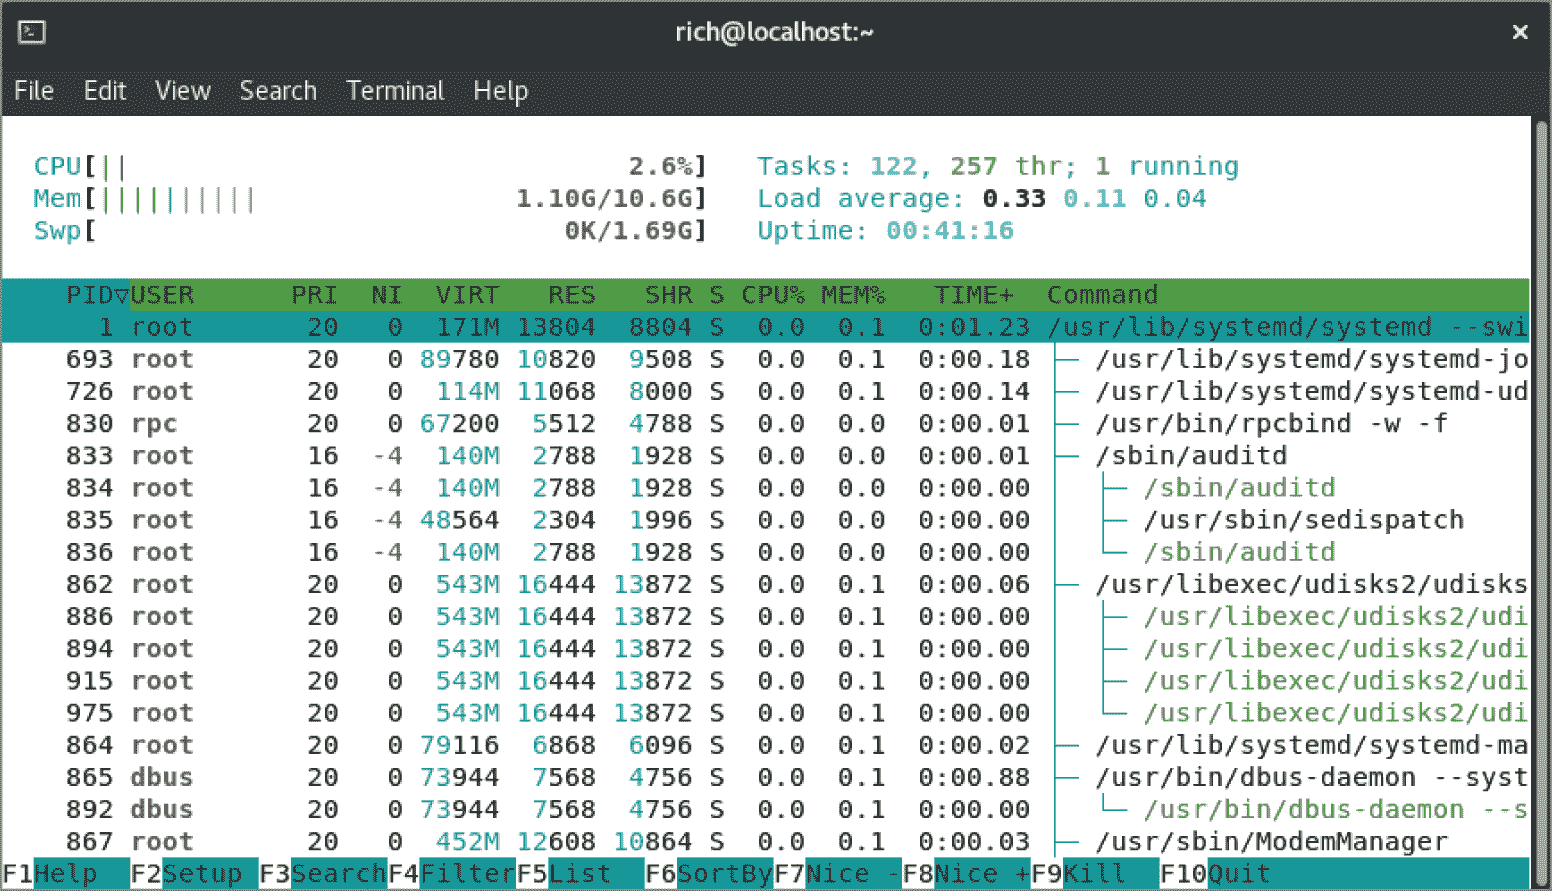 rich@localhost:~
File Edit View Search Terminal Help
CPU[|| 2.6%] Tasks: 122, 257 thr; 1 running
Mem[|||||||||| 1.10G/10.6G] Load average: 0.33 0.11 0.04
Swp[ 0K/1.69G] Uptime: 00:41:16
PID▽USER PRI NI VIRT RES SHR S CPU% MEM% TIME+ Command
1 root 20 0 171M 13804 8804 S 0.0 0.1 0:01.23 /usr/lib/systemd/systemd --swi
693 root 20 0 89780 10820 9508 S 0.0 0.1 0:00.18 ├─ /usr/lib/systemd/systemd-jo
726 root 20 0 114M 11068 8000 S 0.0 0.1 0:00.14 ├─ /usr/lib/systemd/systemd-ud
830 rpc 20 0 67200 5512 4788 S 0.0 0.0 0:00.01 ├─ /usr/bin/rpcbind -w -f
833 root 16 -4 140M 2788 1928 S 0.0 0.0 0:00.01 ├─ /sbin/auditd
834 root 16 -4 140M 2788 1928 S 0.0 0.0 0:00.00 │ ├─ /sbin/auditd
835 root 16 -4 48564 2304 1996 S 0.0 0.0 0:00.00 │ ├─ /usr/sbin/sedispatch
836 root 16 -4 140M 2788 1928 S 0.0 0.0 0:00.00 │ └─ /sbin/auditd
862 root 20 0 543M 16444 13872 S 0.0 0.1 0:00.06 ├─ /usr/libexec/udisks2/udisks
886 root 20 0 543M 16444 13872 S 0.0 0.1 0:00.00 │ ├─ /usr/libexec/udisks2/udi
894 root 20 0 543M 16444 13872 S 0.0 0.1 0:00.00 │ ├─ /usr/libexec/udisks2/udi
915 root 20 0 543M 16444 13872 S 0.0 0.1 0:00.00 │ ├─ /usr/libexec/udisks2/udi
975 root 20 0 543M 16444 13872 S 0.0 0.1 0:00.00 │ └─ /usr/libexec/udisks2/udi
864 root 20 0 79116 6868 6096 S 0.0 0.1 0:00.02 ├─ /usr/lib/systemd/systemd-ma
865 dbus 20 0 73944 7568 4756 S 0.0 0.1 0:00.88 ├─ /usr/bin/dbus-daemon --syst
892 dbus 20 0 73944 7568 4756 S 0.0 0.1 0:00.00 │ └─ /usr/bin/dbus-daemon --s
867 root 20 0 452M 12608 10864 S 0.0 0.1 0:00.03 ├─ /usr/sbin/ModemManager
F1Help F2Setup F3SearchF4FilterF5List F6SortByF7Nice -F8Nice +F9Kill F10Quit